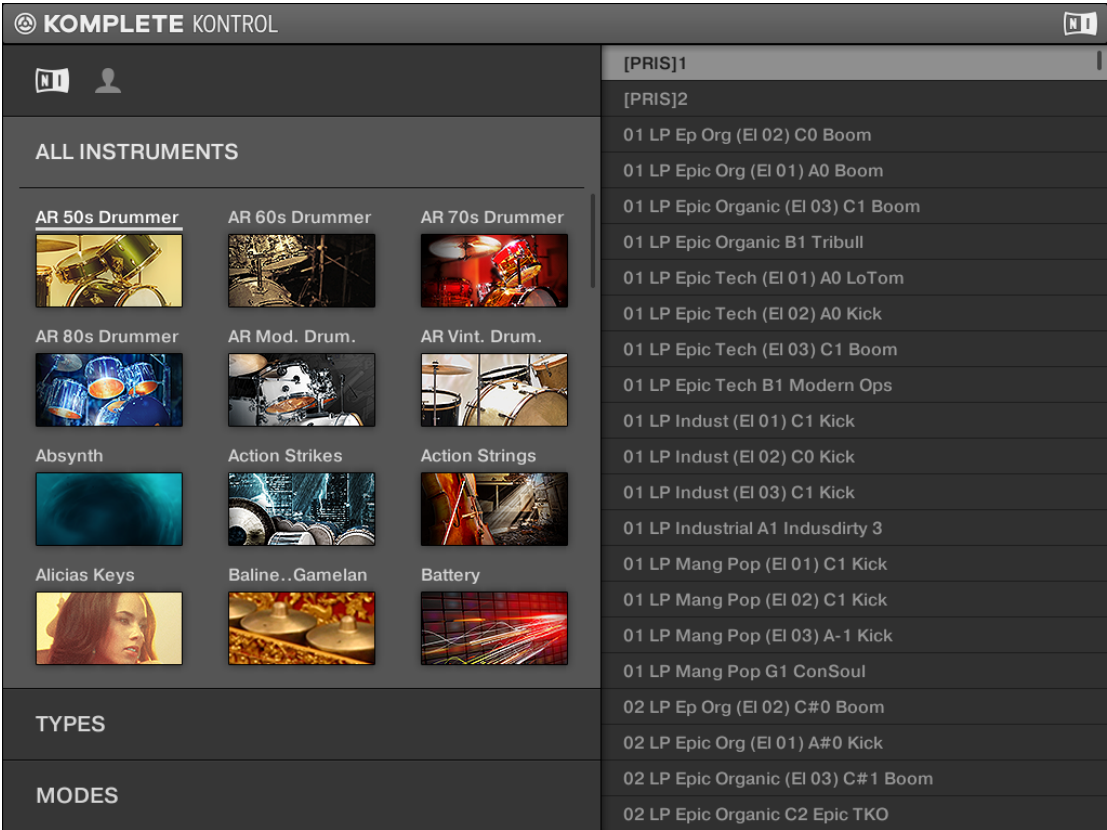 KOMPLETE KONTROL
NI
NI
ALL INSTRUMENTS
AR 50s Drummer
AR 60s Drummer
AR 70s Drummer
AR 80s Drummer
AR Mod. Drum.
AR Vint. Drum.
Absynth
Action Strikes
Action Strings
Alicias Keys
Baline..Gamelan
Battery
TYPES
MODES
[PRIS]1
[PRIS]2
01 LP Ep Org (El 02) C0 Boom
01 LP Epic Org (El 01) A0 Boom
01 LP Epic Organic (El 03) C1 Boom
01 LP Epic Organic B1 Tribull
01 LP Epic Tech (El 01) A0 LoTom
01 LP Epic Tech (El 02) A0 Kick
01 LP Epic Tech (El 03) C1 Boom
01 LP Epic Tech B1 Modern Ops
01 LP Indust (El 01) C1 Kick
01 LP Indust (El 02) C0 Kick
01 LP Indust (El 03) C1 Kick
01 LP Industrial A1 Indusdirty 3
01 LP Mang Pop (El 01) C1 Kick
01 LP Mang Pop (El 02) C1 Kick
01 LP Mang Pop (El 03) A-1 Kick
01 LP Mang Pop G1 ConSoul
02 LP Ep Org (El 02) C#0 Boom
02 LP Epic Org (El 01) A#0 Kick
02 LP Epic Organic (El 03) C#1 Boom
02 LP Epic Organic C2 Epic TKO